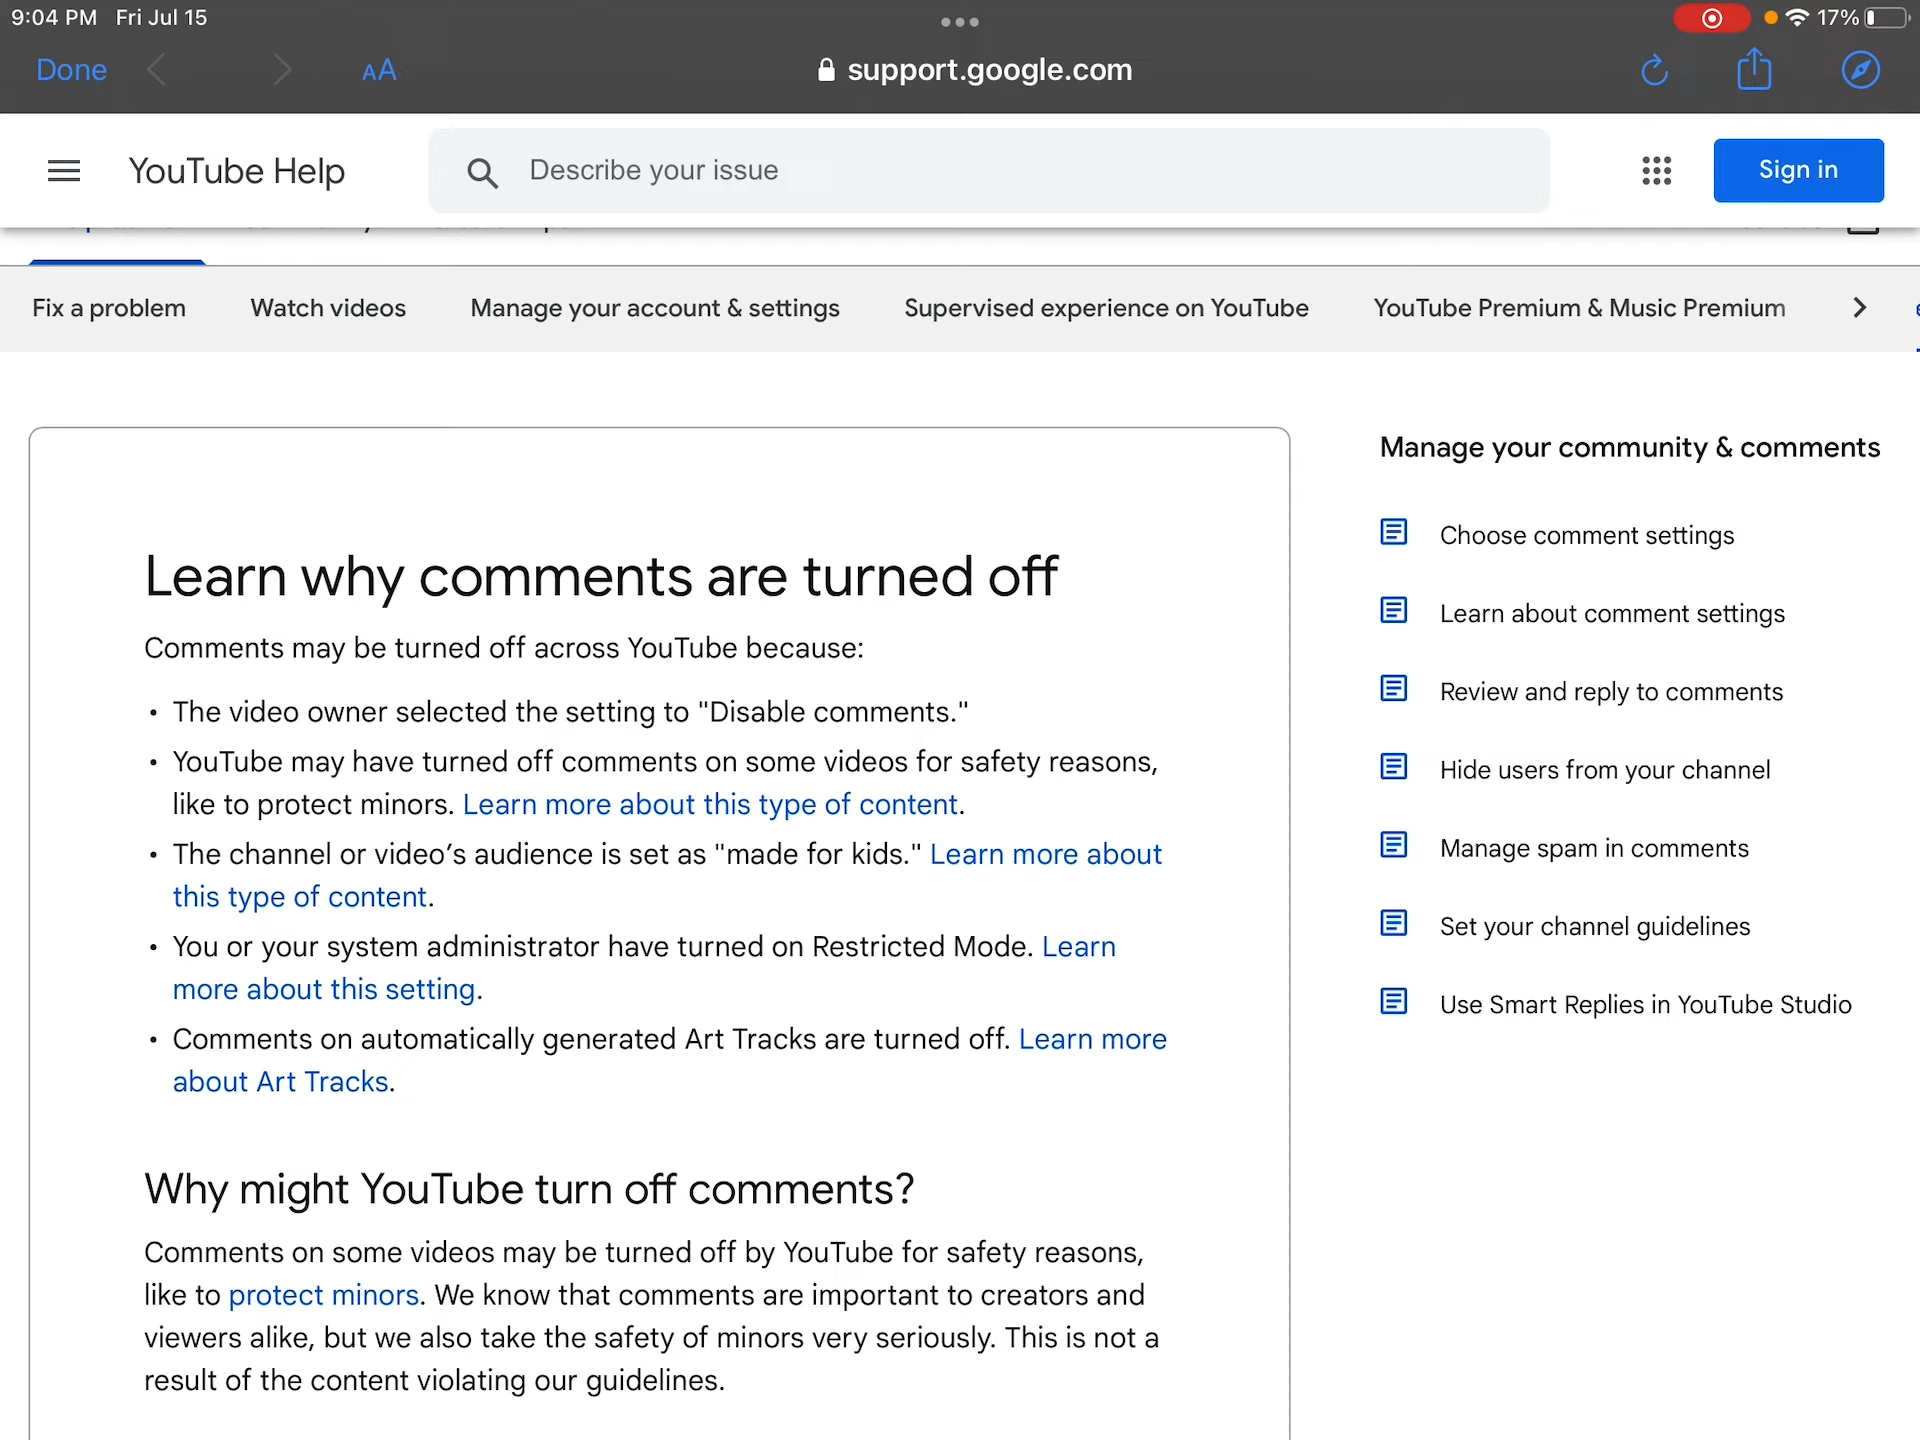 9:04 PM Fri Jul 15
17%
Done
AA
support.google.com
YouTube Help
Describe your issue
Sign in
Fix a problem
Watch videos
Manage your account & settings
Supervised experience on YouTube
YouTube Premium & Music Premium
Learn why comments are turned off
Comments may be turned off across YouTube because:
• The video owner selected the setting to "Disable comments."
• YouTube may have turned off comments on some videos for safety reasons,
like to protect minors. Learn more about this type of content.
• The channel or video’s audience is set as "made for kids." Learn more about
this type of content.
• You or your system administrator have turned on Restricted Mode. Learn
more about this setting.
• Comments on automatically generated Art Tracks are turned off. Learn more
about Art Tracks.
Why might YouTube turn off comments?
Comments on some videos may be turned off by YouTube for safety reasons,
like to protect minors. We know that comments are important to creators and
viewers alike, but we also take the safety of minors very seriously. This is not a
result of the content violating our guidelines.
Manage your community & comments
Choose comment settings
Learn about comment settings
Review and reply to comments
Hide users from your channel
Manage spam in comments
Set your channel guidelines
Use Smart Replies in YouTube Studio